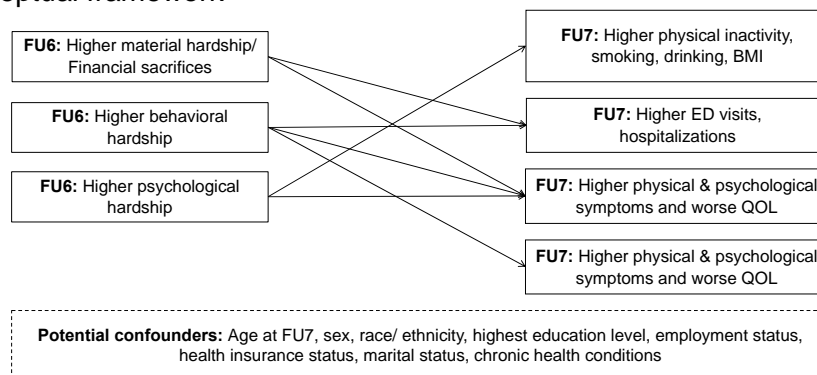 FU6: Higher material hardship/
Financial sacrifices
FU6: Higher behavioral
hardship
FU6: Higher psychological
hardship
FU7: Higher physical inactivity,
smoking, drinking, BMI
FU7: Higher ED visits,
hospitalizations
FU7: Higher physical & psychological
symptoms and worse QOL
FU7: Higher physical & psychological
symptoms and worse QOL
Potential confounders: Age at FU7, sex, race/ ethnicity, highest education level, employment status,
health insurance status, marital status, chronic health conditions